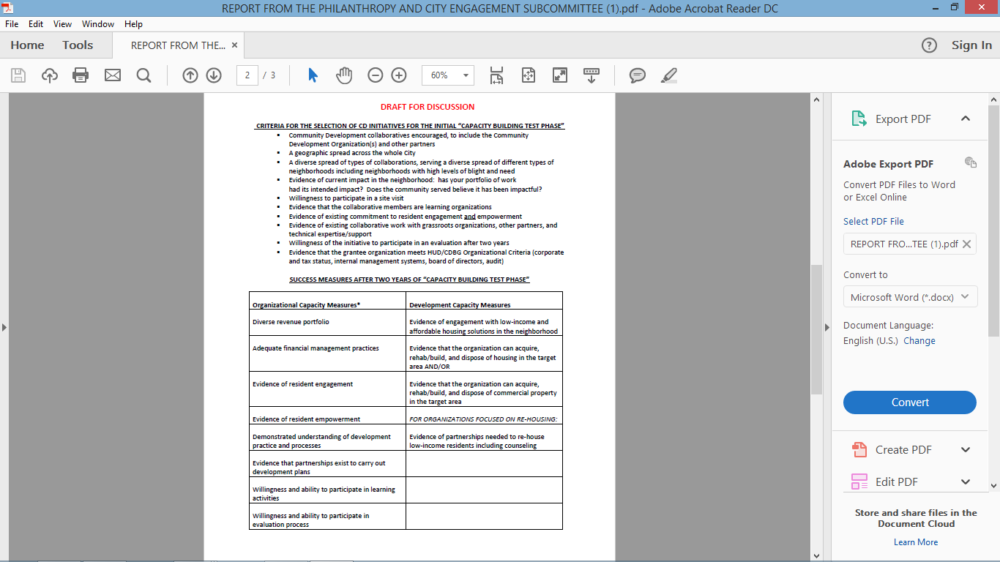 REPORT FROM THE PHILANTHROPY AND CITY ENGAGEMENT SUBCOMMITTEE (1).pdf - Adobe Acrobat Reader DC
File Edit View Window Help
Home Tools REPORT FROM THE... × Sign In
2 / 3 60%
DRAFT FOR DISCUSSION
CRITERIA FOR THE SELECTION OF CD INITIATIVES FOR THE INITIAL “CAPACITY BUILDING TEST PHASE”
▪ Community Development collaboratives encouraged, to include the Community
Development Organization(s) and other partners
▪ A geographic spread across the whole City
▪ A diverse spread of types of collaborations, serving a diverse spread of different types of
neighborhoods including neighborhoods with high levels of blight and need
▪ Evidence of current impact in the neighborhood: has your portfolio of work
had its intended impact? Does the community served believe it has been impactful?
▪ Willingness to participate in a site visit
▪ Evidence that the collaborative members are learning organizations
▪ Evidence of existing commitment to resident engagement and empowerment
▪ Evidence of existing collaborative work with grassroots organizations, other partners, and
technical expertise/support
▪ Willingness of the initiative to participate in an evaluation after two years
▪ Evidence that the grantee organization meets HUD/CDBG Organizational Criteria (corporate
and tax status, internal management systems, board of directors, audit)
SUCCESS MEASURES AFTER TWO YEARS OF “CAPACITY BUILDING TEST PHASE”
Organizational Capacity Measures*
Development Capacity Measures
Diverse revenue portfolio
Evidence of engagement with low-income and
affordable housing solutions in the neighborhood
Adequate financial management practices
Evidence that the organization can acquire,
rehab/build, and dispose of housing in the target
area AND/OR
Evidence of resident engagement
Evidence that the organization can acquire,
rehab/build, and dispose of commercial property
in the target area
Evidence of resident empowerment
FOR ORGANIZATIONS FOCUSED ON RE-HOUSING:
Demonstrated understanding of development
practice and processes
Evidence of partnerships needed to re-house
low-income residents including counseling
Evidence that partnerships exist to carry out
development plans
Willingness and ability to participate in learning
activities
Willingness and ability to participate in
evaluation process
Export PDF
Adobe Export PDF
Convert PDF Files to Word
or Excel Online
Select PDF File
REPORT FRO...TEE (1).pdf
Convert to
Microsoft Word (*.docx)
Document Language:
English (U.S.) Change
Convert
Create PDF
Edit PDF
Store and share files in the
Document Cloud
Learn More